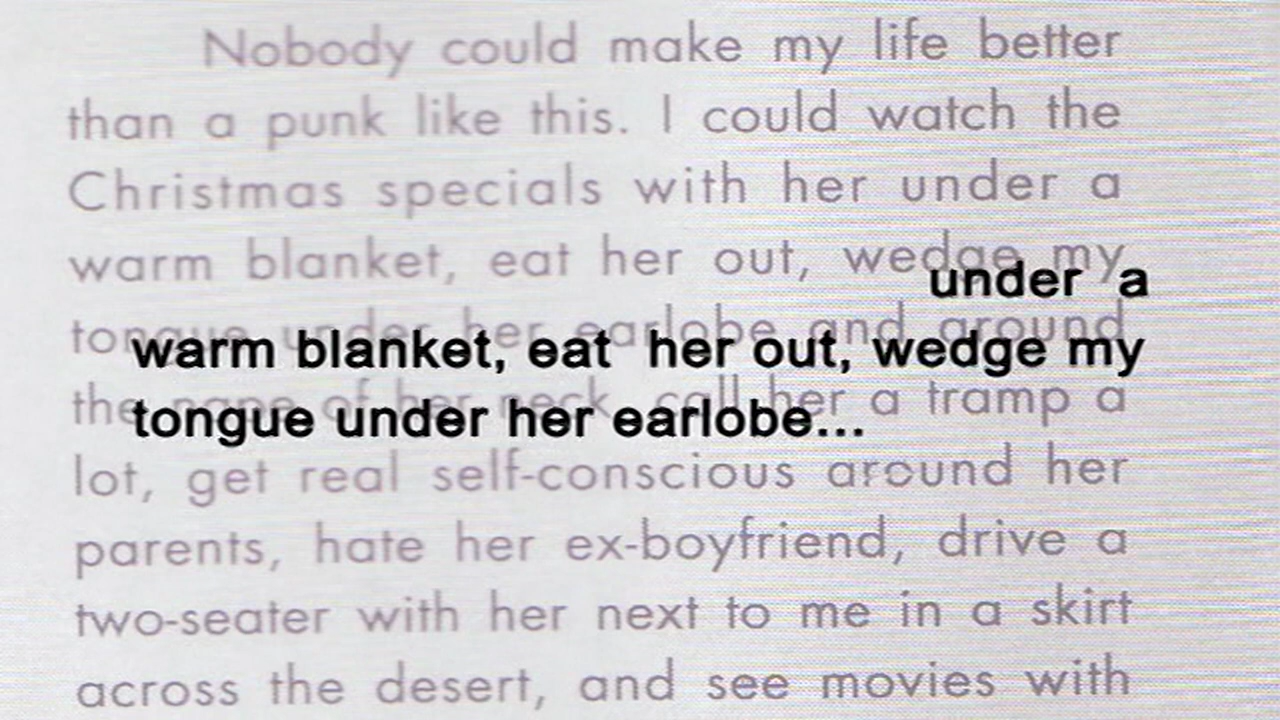 Nobody could make my life better
than a punk like this. I could watch the
Christmas specials with her under a
warm blanket, eat her out, wedge my
tongue under her earlobe and around
the nape of her neck, call her a tramp a
lot, get real self-conscious around her
parents, hate her ex-boyfriend, drive a
two-seater with her next to me in a skirt
across the desert, and see movies with
under a
warm blanket, eat her out, wedge my
tongue under her earlobe...